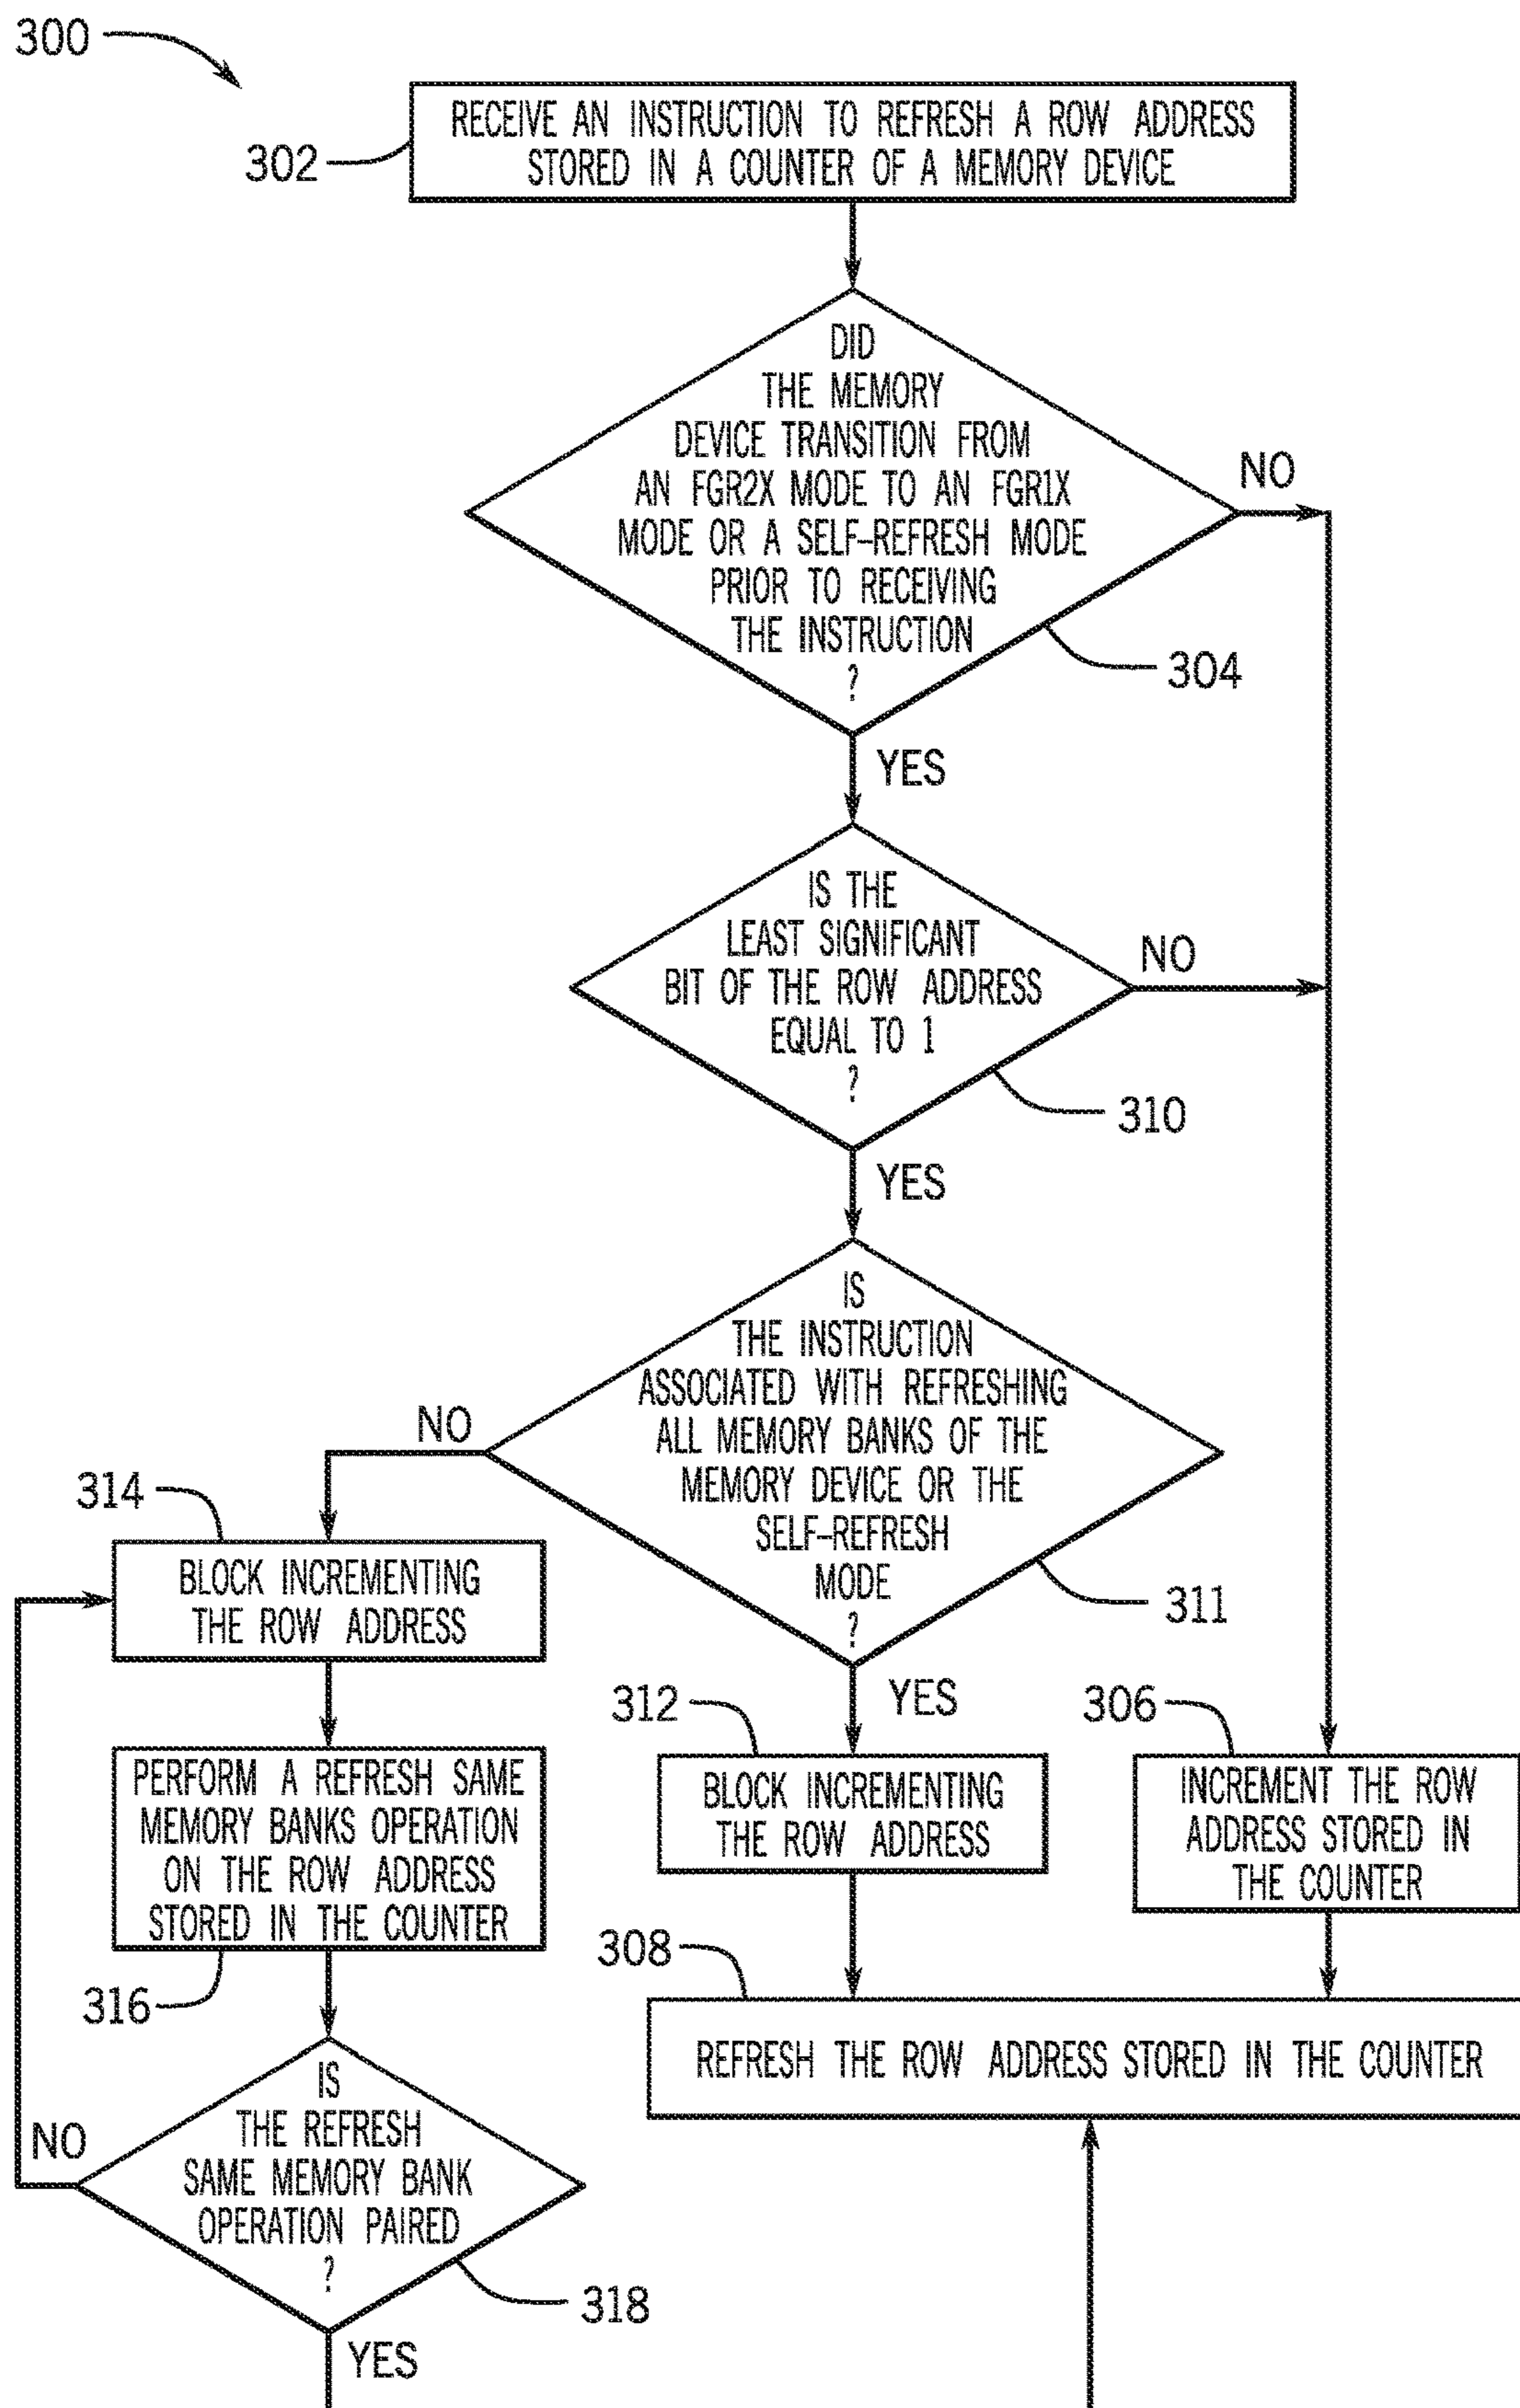 300
302
RECEIVE AN INSTRUCTION TO REFRESH A ROW ADDRESS
STORED IN A COUNTER OF A MEMORY DEVICE
DID
THE MEMORY
DEVICE TRANSITION FROM
AN FGR2X MODE TO AN FGR1X
MODE OR A SELF-REFRESH MODE
PRIOR TO RECEIVING
THE INSTRUCTION
?
NO
304
YES
IS THE
LEAST SIGNIFICANT
BIT OF THE ROW ADDRESS
EQUAL TO 1
?
NO
310
YES
IS
THE INSTRUCTION
ASSOCIATED WITH REFRESHING
ALL MEMORY BANKS OF THE
MEMORY DEVICE OR THE
SELF-REFRESH
MODE
?
NO
311
YES
314
BLOCK INCREMENTING
THE ROW ADDRESS
312
BLOCK INCREMENTING
THE ROW ADDRESS
306
INCREMENT THE ROW
ADDRESS STORED IN
THE COUNTER
PERFORM A REFRESH SAME
MEMORY BANKS OPERATION
ON THE ROW ADDRESS
STORED IN THE COUNTER
316
308
REFRESH THE ROW ADDRESS STORED IN THE COUNTER
IS
THE REFRESH
SAME MEMORY BANK
OPERATION PAIRED
?
NO
318
YES